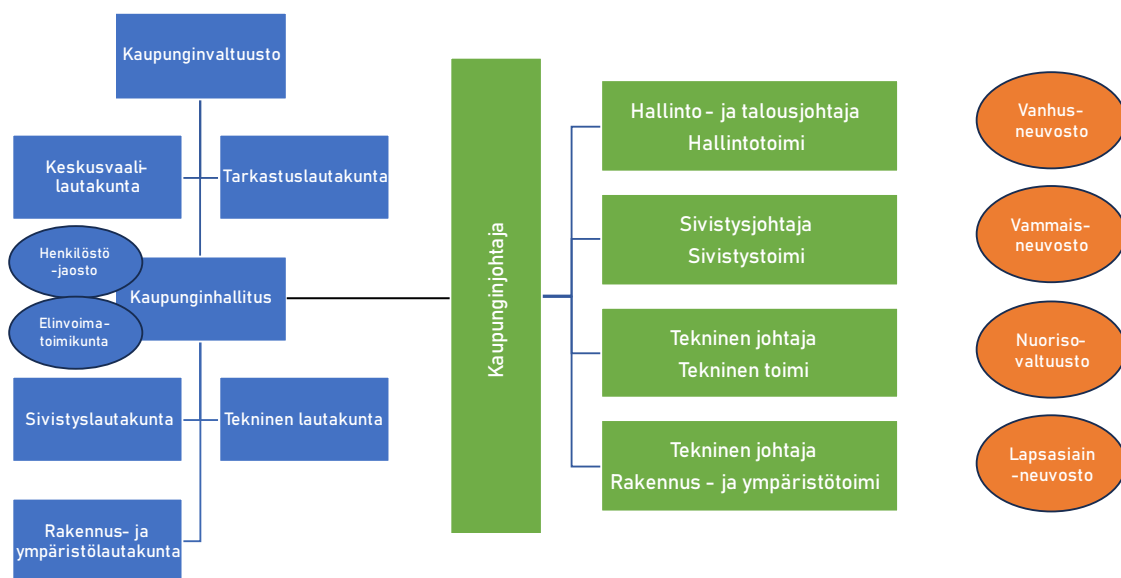 Kaupunginvaltuusto
Keskusvaali-
lautakunta
Tarkastuslautakunta
Henkilöstö
-jaosto
Kaupunginhallitus
Elinvoima-
toimikunta
Sivistyslautakunta
Tekninen lautakunta
Rakennus- ja
ympäristölautakunta
Kaupunginjohtaja
Hallinto - ja talousjohtaja
Hallintotoimi
Sivistysjohtaja
Sivistystoimi
Tekninen johtaja
Tekninen toimi
Tekninen johtaja
Rakennus - ja ympäristötoimi
Vanhus-
neuvosto
Vammais-
neuvosto
Nuoriso-
valtuusto
Lapsasiain
-neuvosto